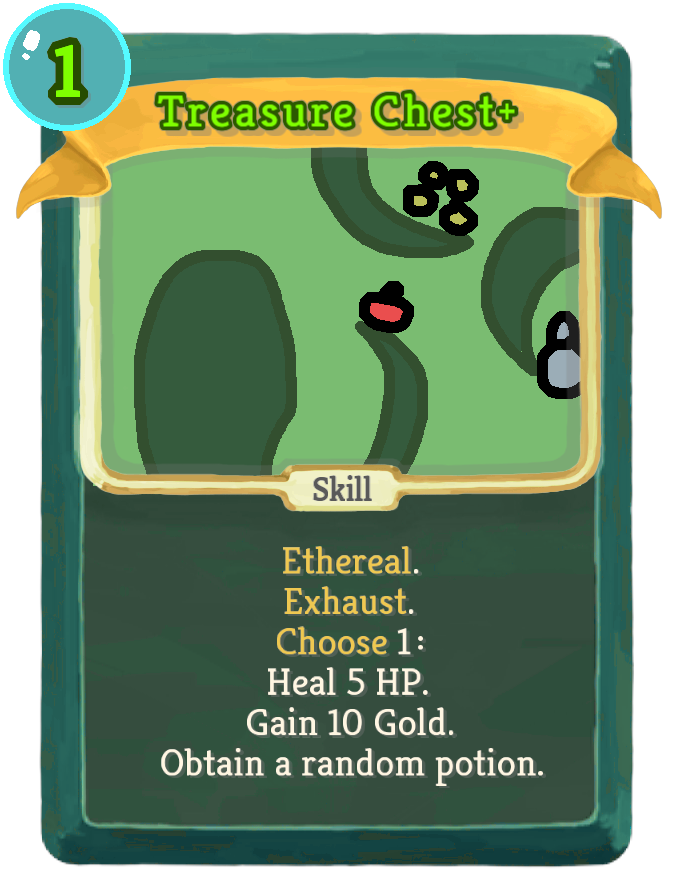 1
Treasure Chest+
Skill
Ethereal.
Exhaust.
Choose 1:
Heal 5 HP.
Gain 10 Gold.
Obtain a random potion.